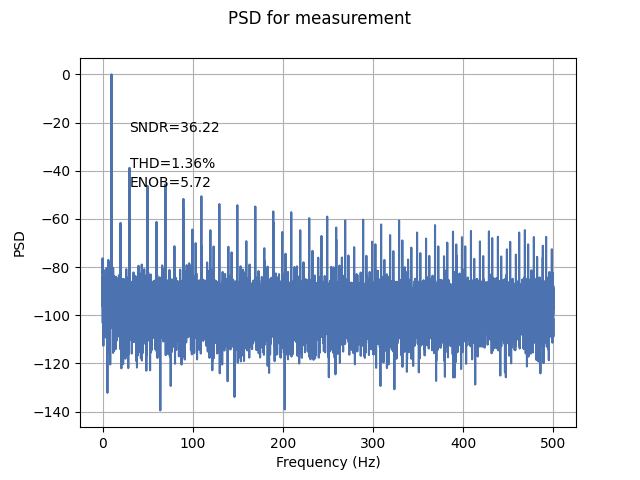 PSD for measurement
0
−20
−40
−60
−80
−100
−120
−140
PSD
SNDR=36.22
THD=1.36%
ENOB=5.72
0 100 200 300 400 500
Frequency (Hz)